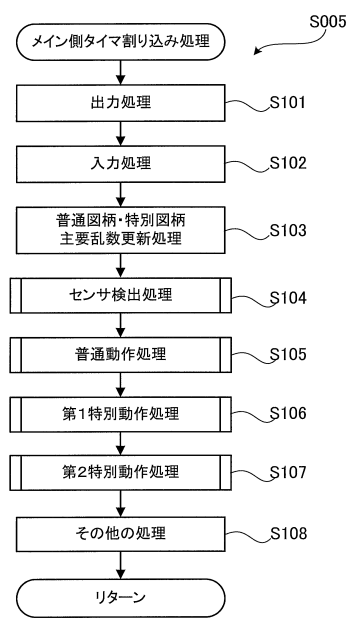 メイン側タイマ割り込み処理
S005
出力処理
S101
入力処理
S102
普通図柄・特別図柄
主要乱数更新処理
S103
センサ検出処理
S104
普通動作処理
S105
第1特別動作処理
S106
第2特別動作処理
S107
その他の処理
S108
リターン